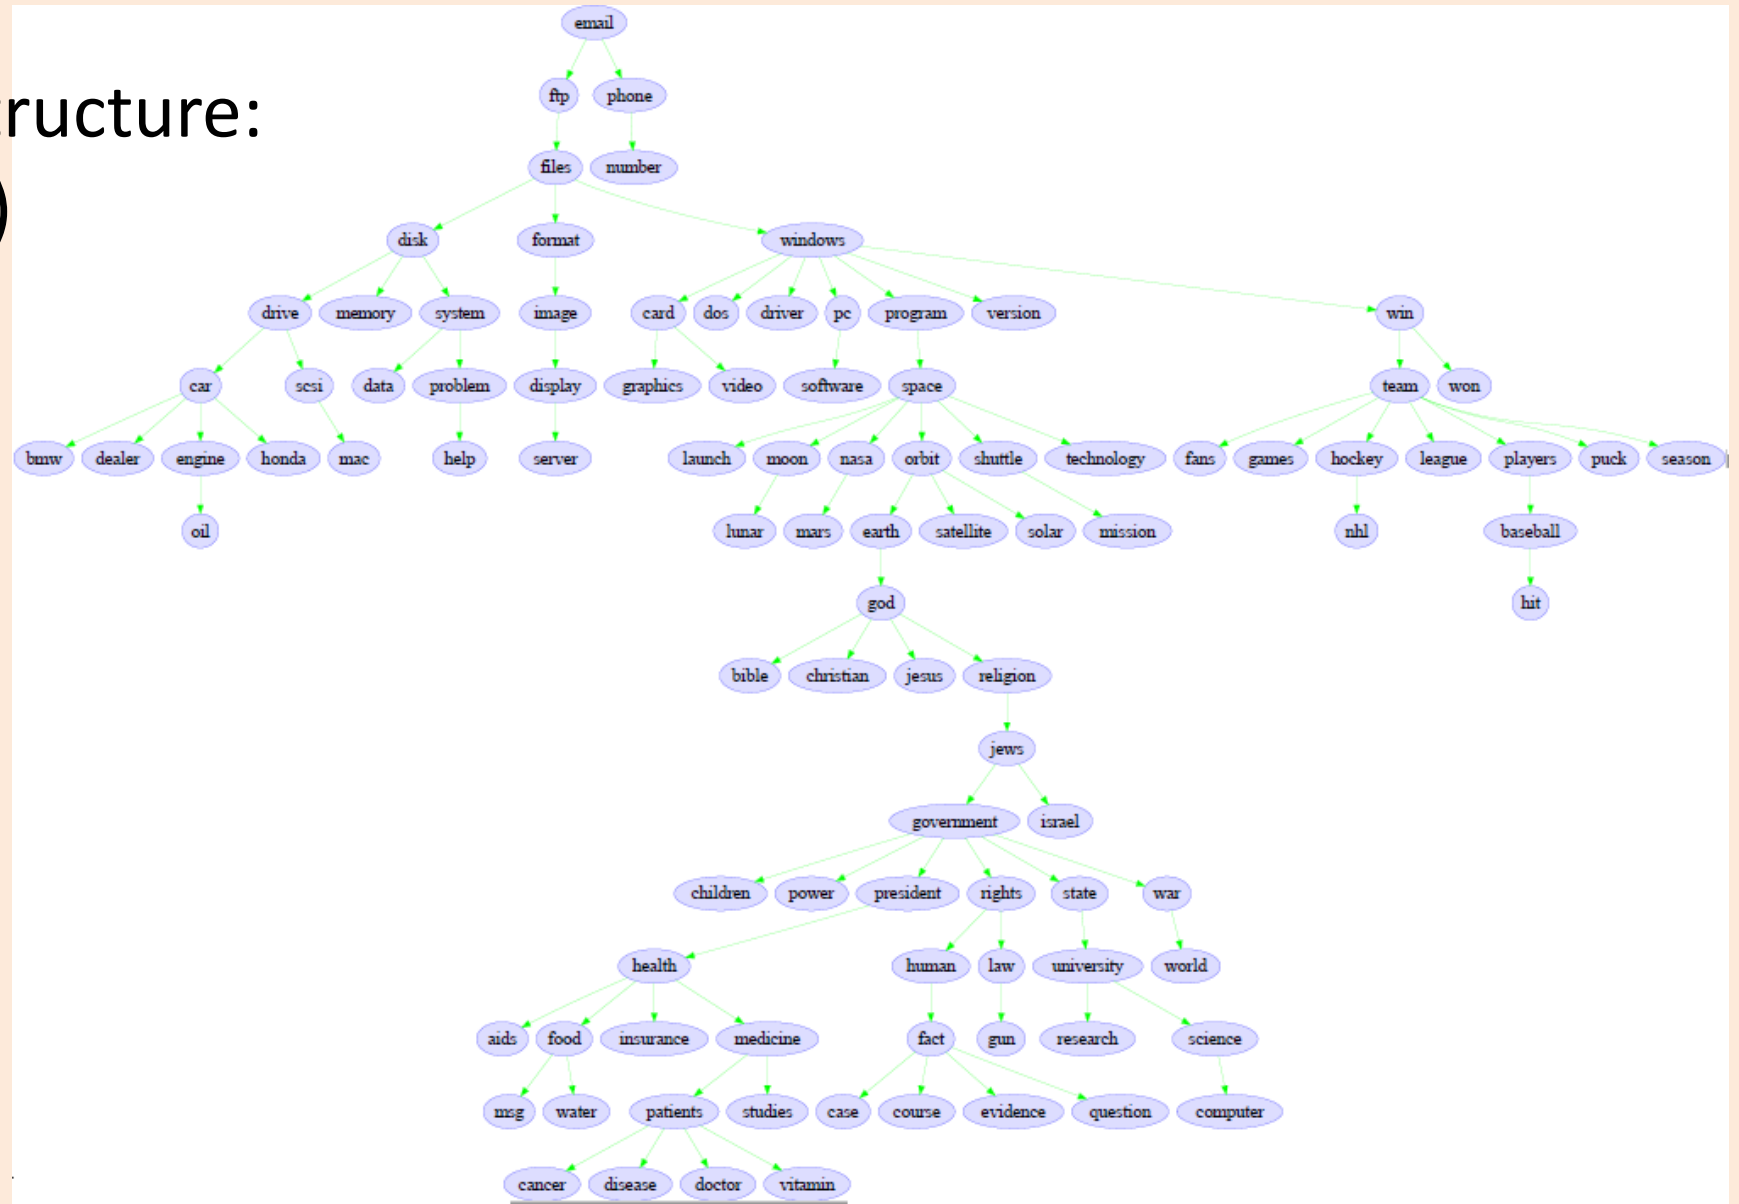 email
ructure:
ftp phone
files number
)
disk format windows
drive memory system image card dos driver pc program version win
car scsi data problem display graphics video software space team won
bmw dealer engine honda mac help server launch moon nasa orbit shuttle technology fans games hockey league players puck season
oil lunar mars earth satellite solar mission nhl baseball
god hit
bible christian jesus religion
jews
government israel
children power president rights state war
health human law university world
aids food insurance medicine fact gun research science
msg water patients studies case course evidence question computer
cancer disease doctor vitamin